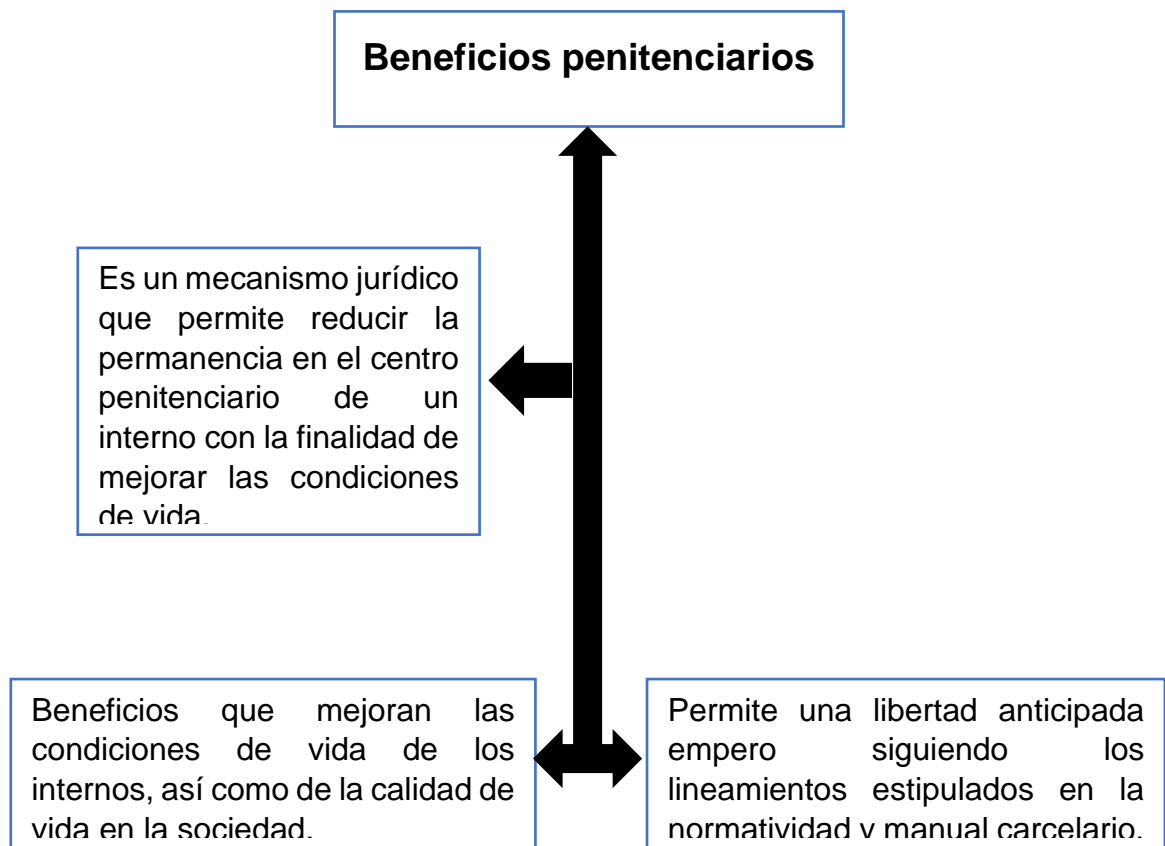 Beneficios penitenciarios
Es un mecanismo jurídico
que permite reducir la
permanencia en el centro
penitenciario de un
interno con la finalidad de
mejorar las condiciones
de vida.
Beneficios que mejoran las
condiciones de vida de los
internos, así como de la calidad de
vida en la sociedad.
Permite una libertad anticipada
empero siguiendo los
lineamientos estipulados en la
normatividad y manual carcelario.